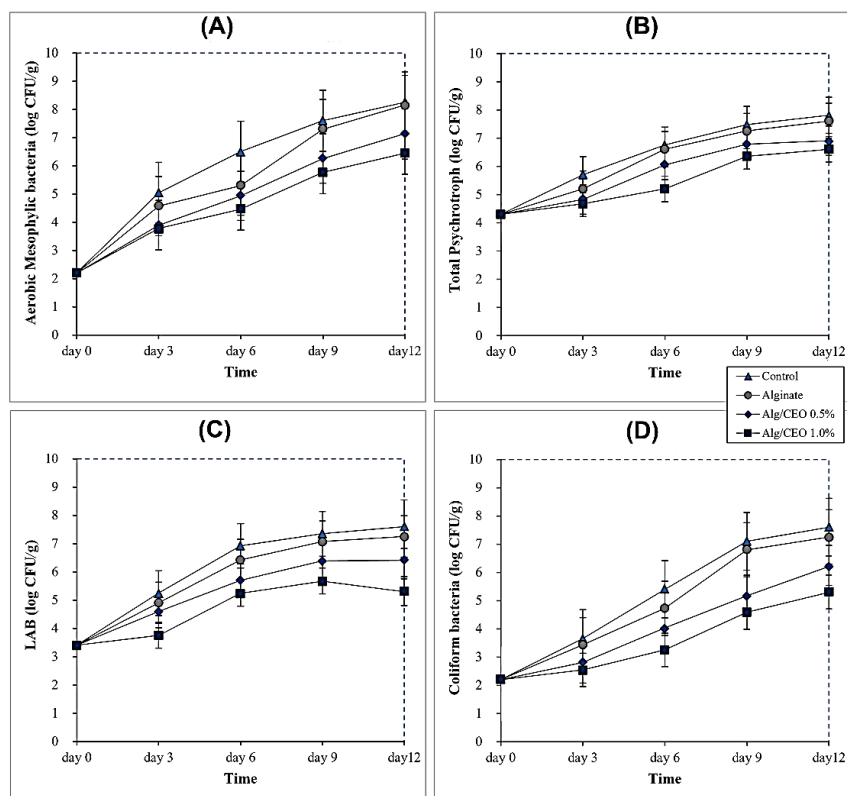 (A)
Aerobic Mesophylic bacteria (log CFU/g)
10
9
8
7
6
5
4
3
2
1
0
day 0 day 3 day 6 day 9 day12
Time
(B)
Total Psychrotroph (log CFU/g)
10
9
8
7
6
5
4
3
2
1
0
day 0 day 3 day 6 day 9 day12
Time
Control
Alginate
Alg/CEO 0.5%
Alg/CEO 1.0%
(C)
LAB (log CFU/g)
10
9
8
7
6
5
4
3
2
1
0
day 0 day 3 day 6 day 9 day12
Time
(D)
Coliform bacteria (log CFU/g)
10
9
8
7
6
5
4
3
2
1
0
day 0 day 3 day 6 day 9 day12
Time